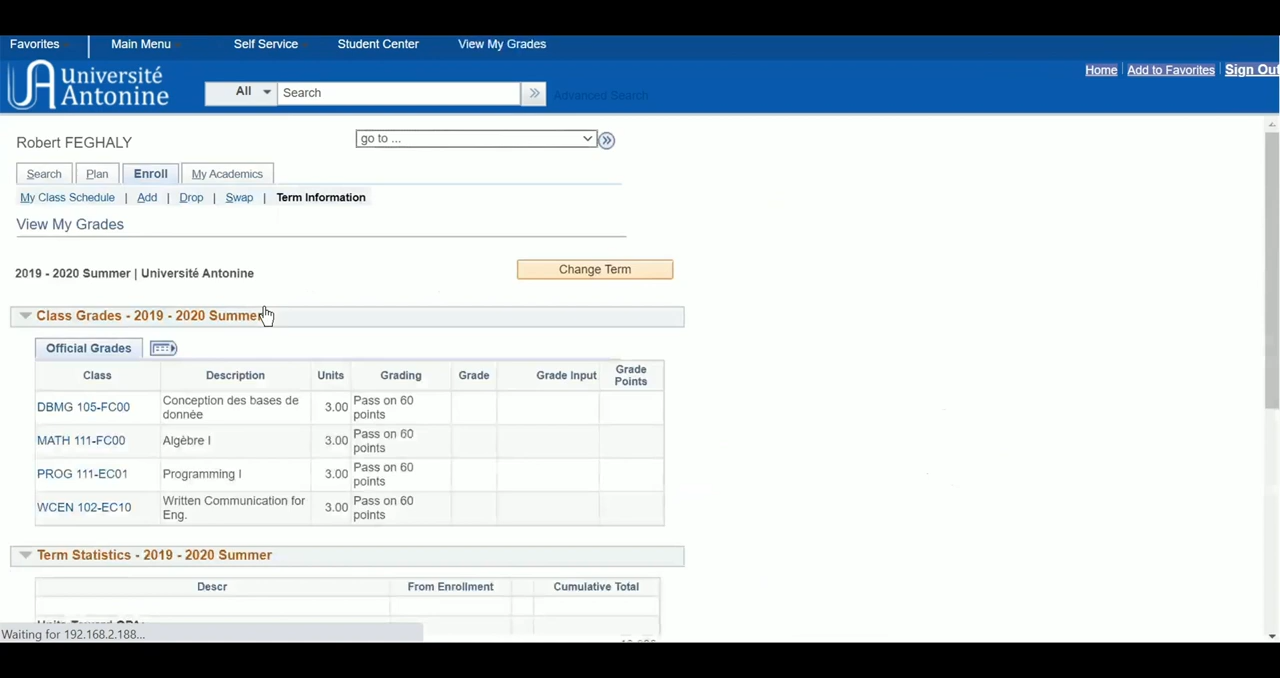 Favorites Main Menu Self Service Student Center View My Grades
Home Add to Favorites Sign Out
UA Université Antonine
All Search Advanced Search
Robert FEGHALY go to ...
Search Plan Enroll My Academics
My Class Schedule | Add | Drop | Swap | Term Information
View My Grades
2019 - 2020 Summer | Université Antonine Change Term
Class Grades - 2019 - 2020 Summer
Official Grades
Class Description Units Grading Grade Grade Input Grade Points
DBMG 105-FC00 Conception des bases de donnée 3.00 Pass on 60 points
MATH 111-FC00 Algèbre I 3.00 Pass on 60 points
PROG 111-EC01 Programming I 3.00 Pass on 60 points
WCEN 102-EC10 Written Communication for Eng. 3.00 Pass on 60 points
Term Statistics - 2019 - 2020 Summer
Descr From Enrollment Cumulative Total
Waiting for 192.168.2.188...